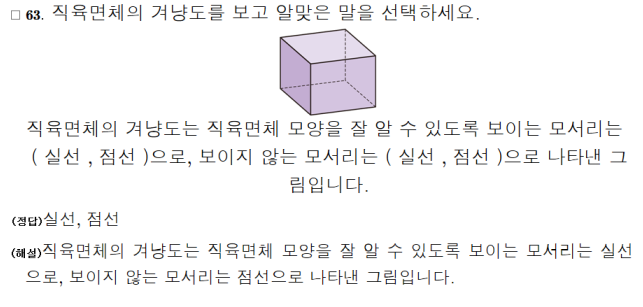 □ 63. 직육면체의 겨냥도를 보고 알맞은 말을 선택하세요.
직육면체의 겨냥도는 직육면체 모양을 잘 알 수 있도록 보이는 모서리는
( 실선 , 점선 )으로, 보이지 않는 모서리는 ( 실선 , 점선 )으로 나타낸 그
림입니다.
(정답)실선, 점선
(해설)직육면체의 겨냥도는 직육면체 모양을 잘 알 수 있도록 보이는 모서리는 실선
으로, 보이지 않는 모서리는 점선으로 나타낸 그림입니다.